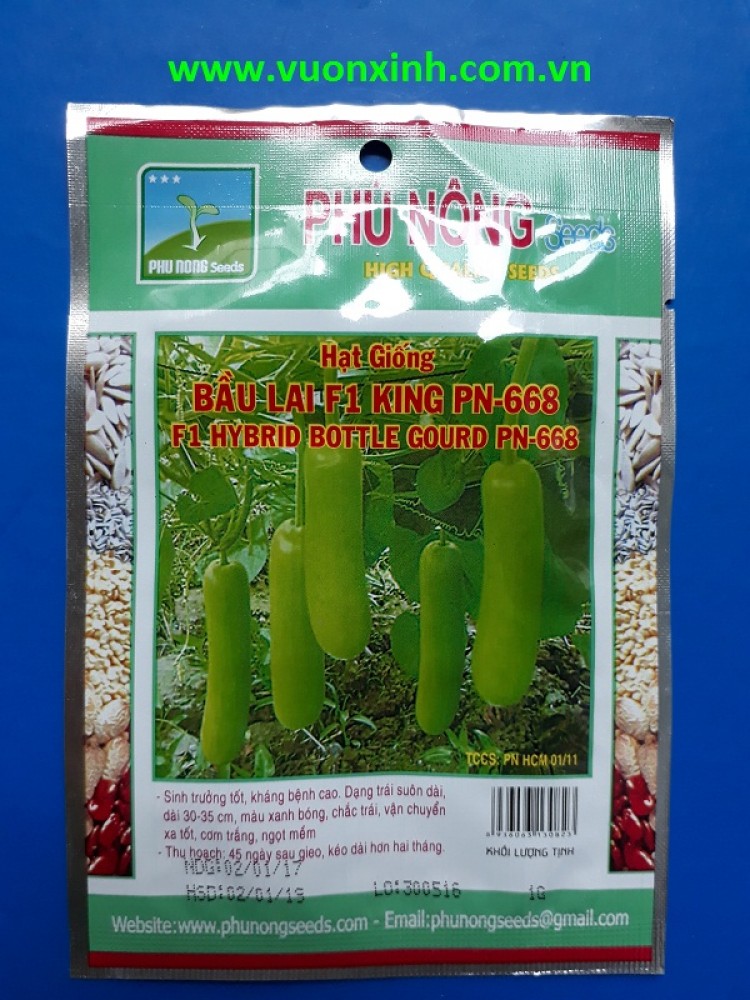 www.vuonxinh.com.vn
PHU NONG Seeds
PHÚ NÔNG Seeds
HIGH QUALITY SEEDS
Hạt Giống
BẦU LAI F1 KING PN-668
F1 HYBRID BOTTLE GOURD PN-668
TCCS: PN HCM 01/11
- Sinh trưởng tốt, kháng bệnh cao. Dạng trái suôn dài,
dài 30-35 cm, màu xanh bóng, chắc trái, vận chuyển
xa tốt, cơm trắng, ngọt mềm
- Thu hoạch: 45 ngày sau gieo, kéo dài hơn hai tháng.
8 936083 130823
KHỐI LƯỢNG TỊNH
NDG:02/01/17
HSD:02/01/19 LO:300516 1G
Website:www.phunongseeds.com - Email:phunongseeds@gmail.com